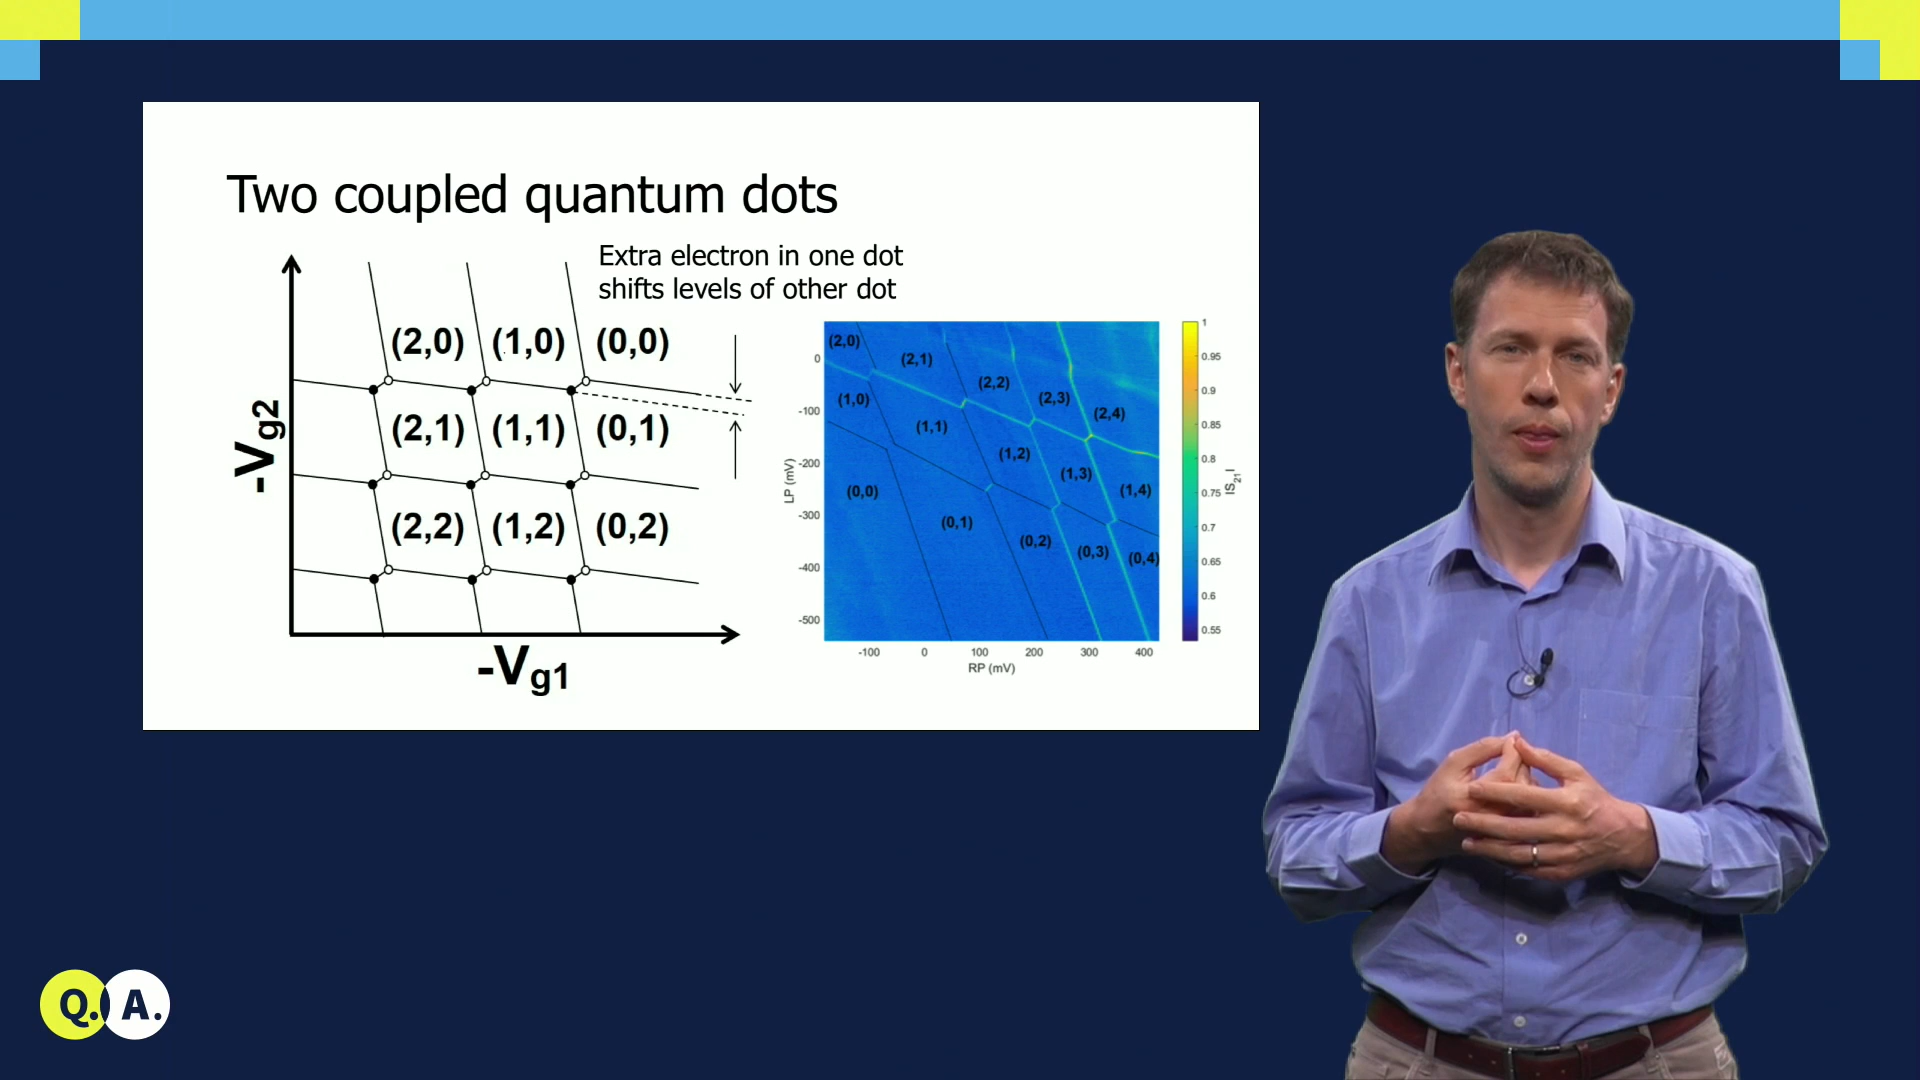 Two coupled quantum dots
Extra electron in one dot
shifts levels of other dot
-Vg2
(2,0) (1,0) (0,0)
(2,1) (1,1) (0,1)
(2,2) (1,2) (0,2)
-Vg1
LP (mV)
0
-100
-200
-300
-400
-500
(2,0)
(2,1)
(2,2)
(2,3)
(2,4)
(1,0)
(1,1)
(1,2)
(1,3)
(1,4)
(0,0)
(0,1)
(0,2)
(0,3)
(0,4)
-100 0 100 200 300 400
RP (mV)
1
0.95
0.9
0.85
0.8
0.75
0.7
0.65
0.6
0.55
|S21|
Q. A.